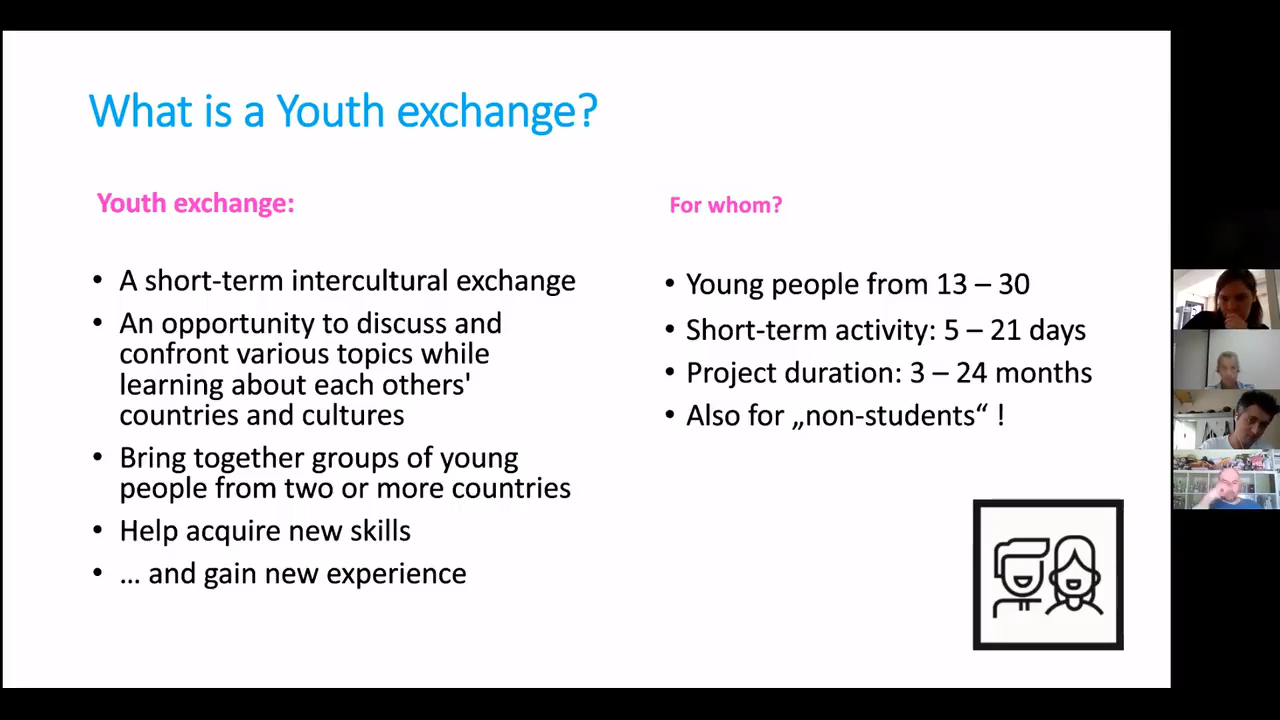 What is a Youth exchange?
Youth exchange:
• A short-term intercultural exchange
• An opportunity to discuss and
confront various topics while
learning about each others'
countries and cultures
• Bring together groups of young
people from two or more countries
• Help acquire new skills
• ... and gain new experience
For whom?
• Young people from 13 – 30
• Short-term activity: 5 – 21 days
• Project duration: 3 – 24 months
• Also for „non-students“ !